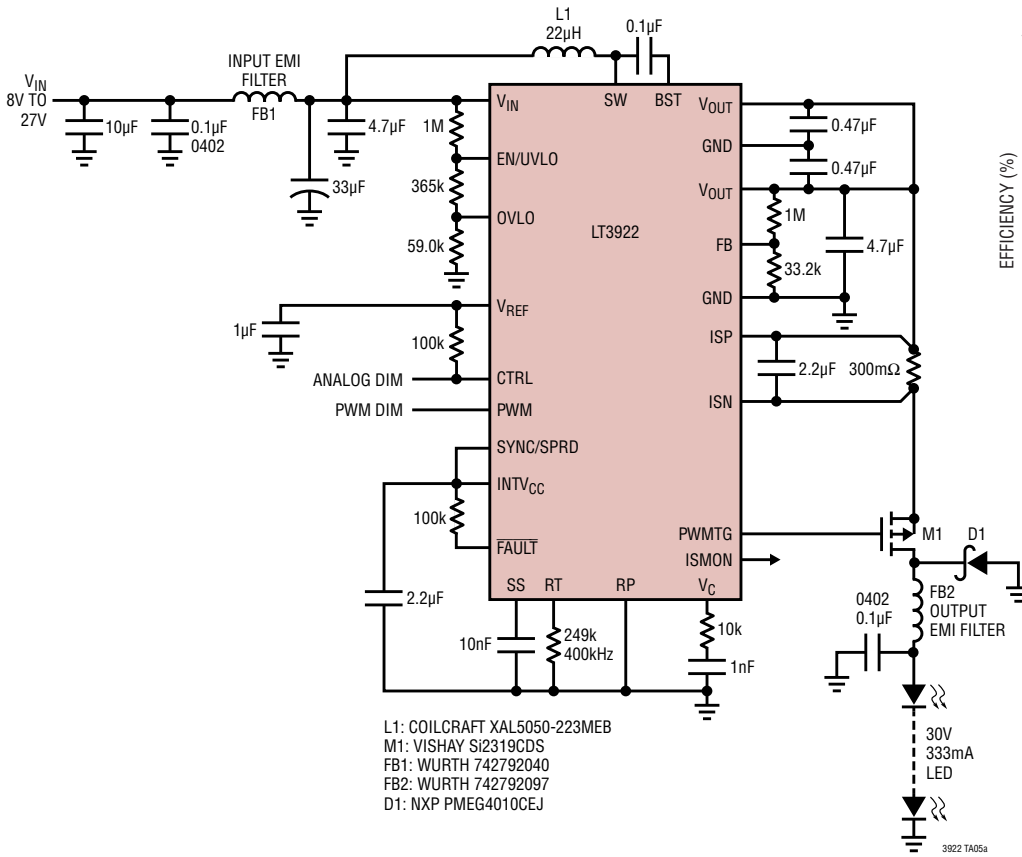 L1
22µH
0.1µF
INPUT EMI
FILTER
FB1
V_IN
8V TO
27V
10µF
0.1µF
0402
33µF
4.7µF
1M
365k
59.0k
V_IN
EN/UVLO
OVLO
SW
BST
LT3922
V_OUT
GND
V_OUT
FB
GND
ISP
ISN
0.47µF
0.47µF
1M
33.2k
4.7µF
2.2µF
300mΩ
EFFICIENCY (%)
1µF
V_REF
100k
ANALOG DIM
CTRL
PWM DIM
PWM
SYNC/SPRD
INTV_CC
100k
FAULT
2.2µF
SS
RT
RP
V_C
PWMTG
ISMON
M1
D1
10nF
249k
400kHz
10k
1nF
0402
0.1µF
FB2
OUTPUT
EMI FILTER
30V
333mA
LED
L1: COILCRAFT XAL5050-223MEB
M1: VISHAY Si2319CDS
FB1: WURTH 742792040
FB2: WURTH 742792097
D1: NXP PMEG4010CEJ
3922 TA05a